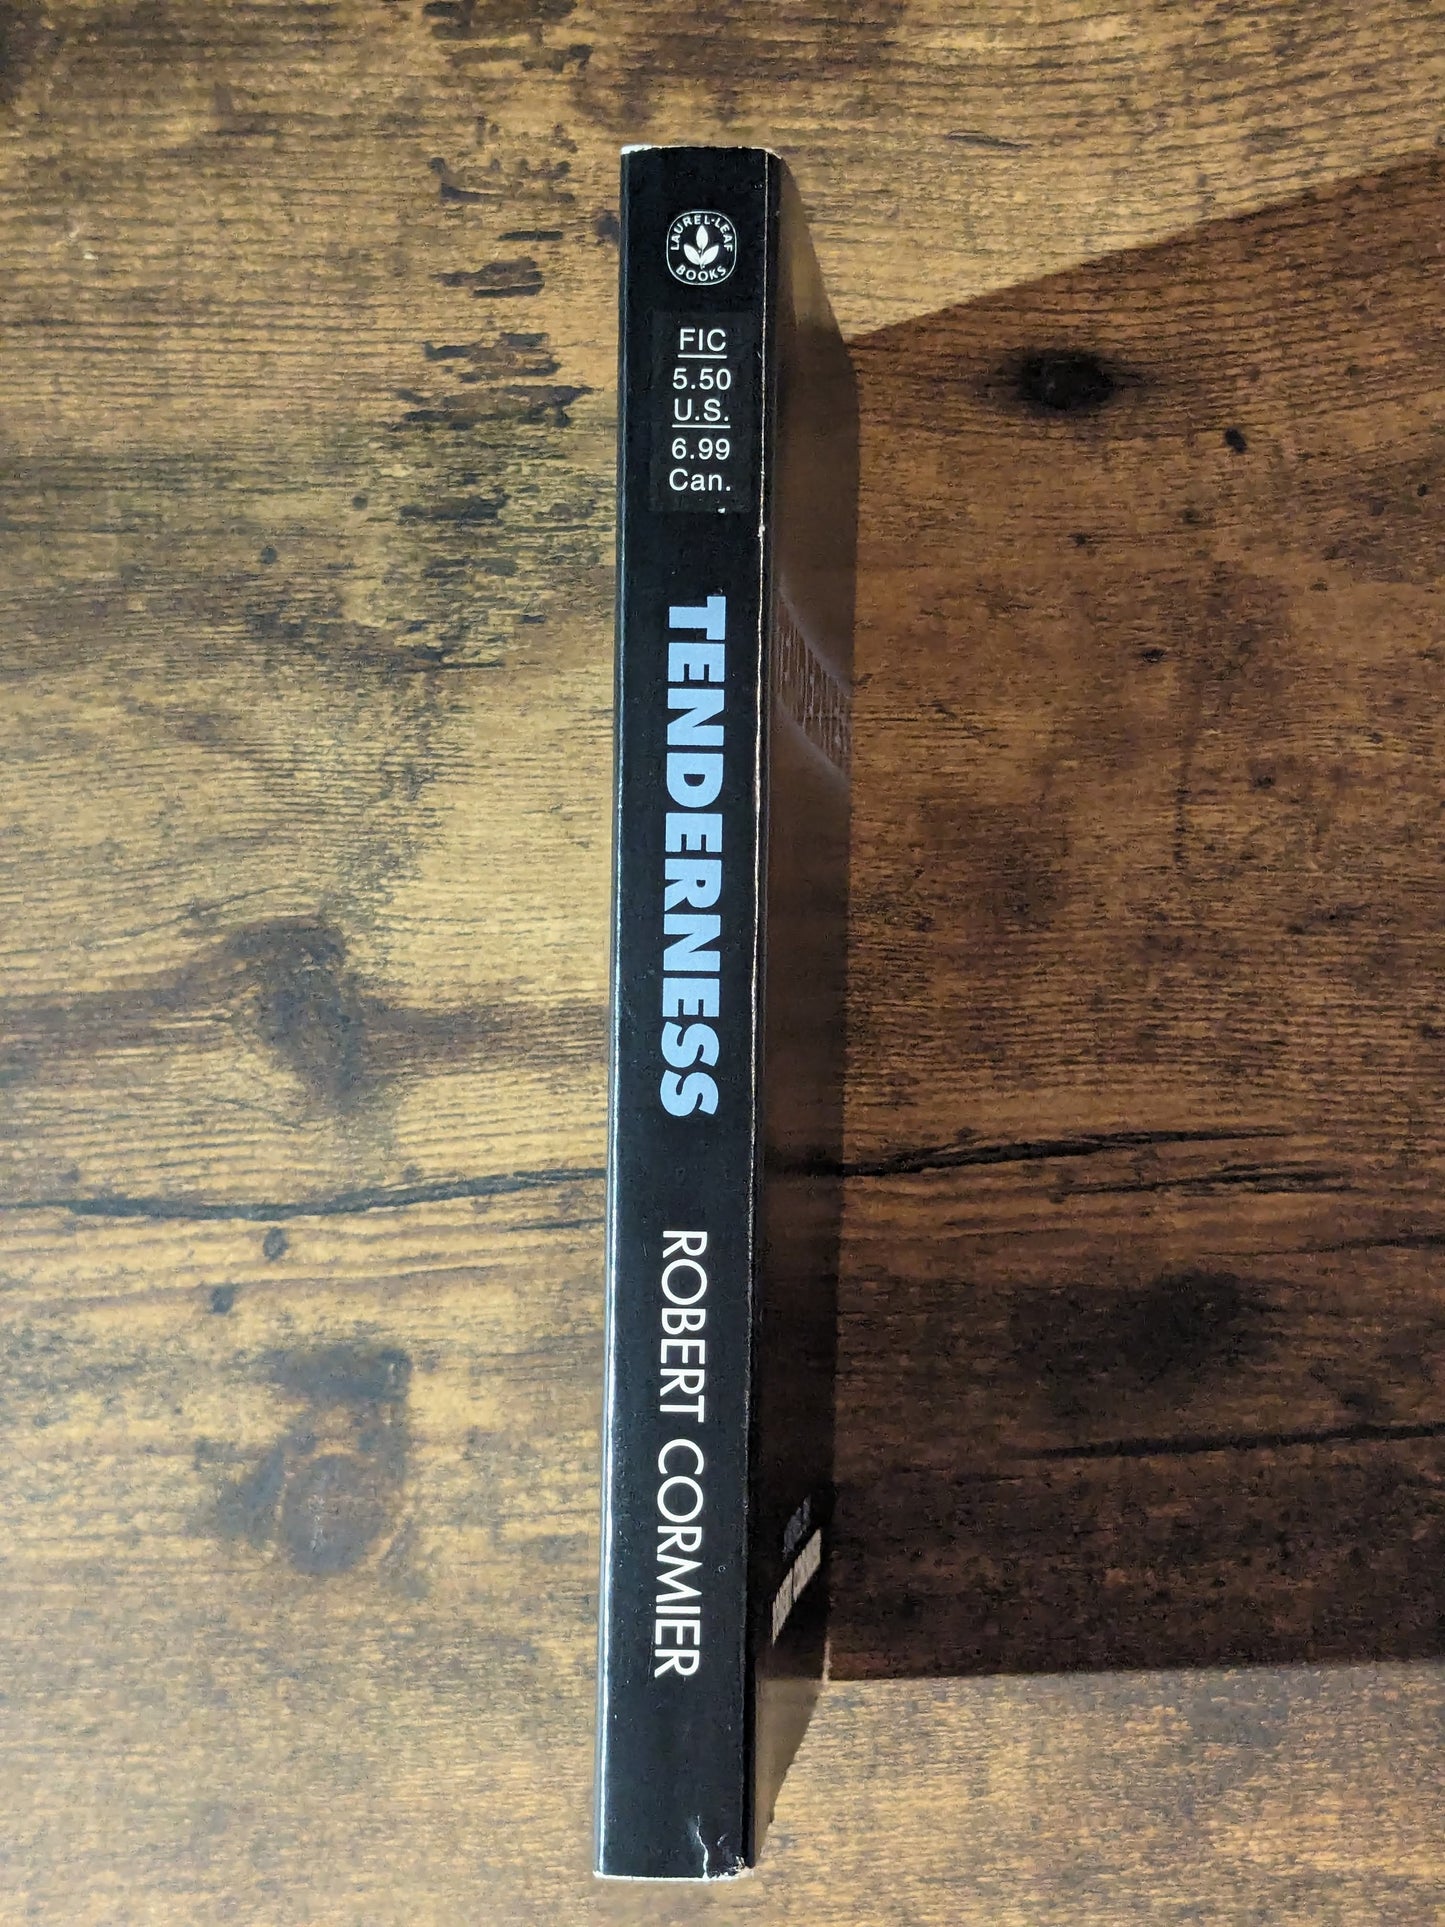 LAUREL-LEAF
BOOKS
FIC
5.50
U.S.
6.99
Can.
TENDERNESS
ROBERT CORMIER